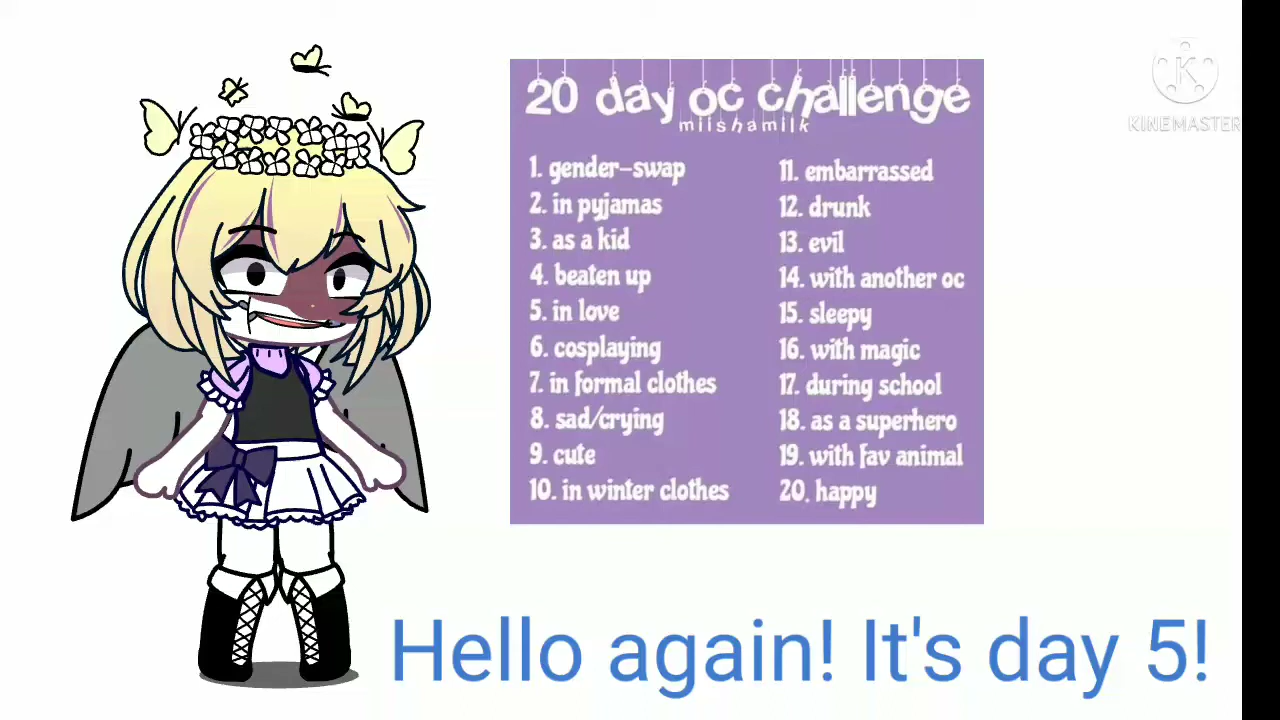 20 day oc challenge
miishamilk
1. gender-swap
2. in pyjamas
3. as a kid
4. beaten up
5. in love
6. cosplaying
7. in formal clothes
8. sad/crying
9. cute
10. in winter clothes
11. embarrassed
12. drunk
13. evil
14. with another oc
15. sleepy
16. with magic
17. during school
18. as a superhero
19. with fav animal
20. happy
K
KINEMASTER
Hello again! It's day 5!